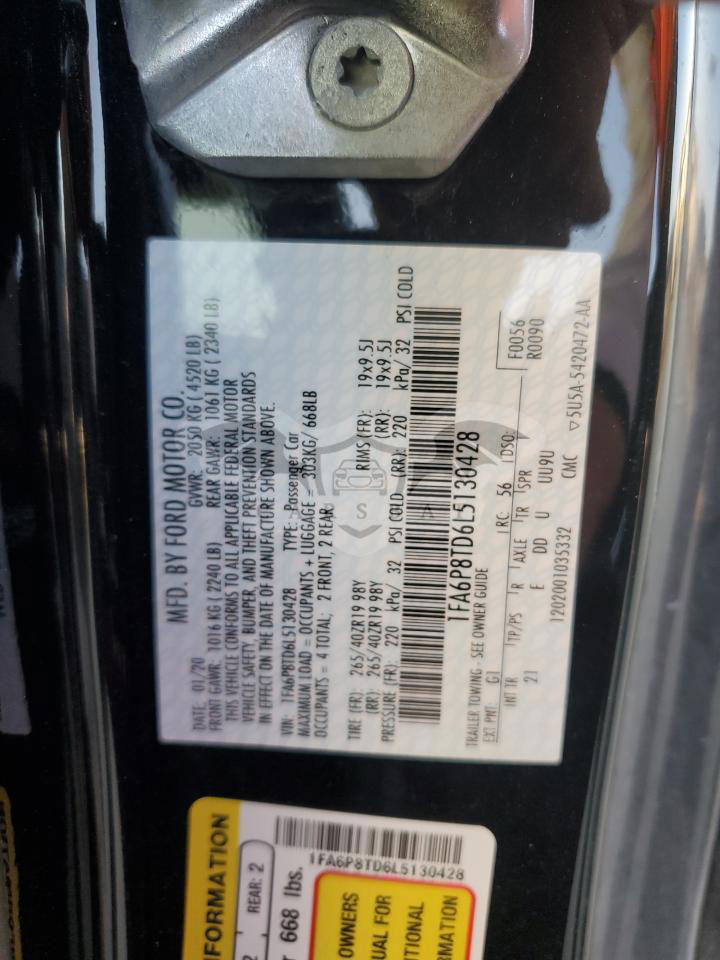 MFD. BY FORD MOTOR CO.
DATE: 01/20 GVWR: 2050 KG ( 4520 LB)
FRONT GAWR: 1016 KG ( 2240 LB) REAR GAWR: 1061 KG ( 2340 LB)
THIS VEHICLE CONFORMS TO ALL APPLICABLE FEDERAL MOTOR
VEHICLE SAFETY, BUMPER, AND THEFT PREVENTION STANDARDS
IN EFFECT ON THE DATE OF MANUFACTURE SHOWN ABOVE.
VIN: 1FA6P8TD6L5130428 TYPE: Passenger Car
MAXIMUM LOAD = OCCUPANTS + LUGGAGE = 303KG/ 668LB
OCCUPANTS = 4 TOTAL; 2 FRONT, 2 REAR
TIRE (FR): 265/40ZR19 98Y RIMS (FR): 19x9.5J
(RR): 265/40ZR19 98Y (RR): 19x9.5J
PRESSURE (FR): 220 kPa/ 32 PSI COLD (RR): 220 kPa/ 32 PSI COLD
1FA6P8TD6L5130428
TRAILER TOWING - SEE OWNER GUIDE
EXT PNT: G1 RC: 56 DSO: F0056
R0090
INT TR TP/PS R AXLE TR SPR
21 E DD U UU9U
1202001035332 CMC ▽5U5A-5420472-AA
S A
NFORMATION
2 REAR: 2
668 lbs.
1FA6P8TD6L5130428
OWNERS
UAL FOR
ITIONAL
RMATION